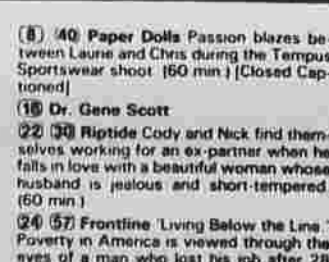 (8) (40) Paper Dolls Passion blazes be-
tween Laurie and Chris during the Tempus
Sportswear shoot (60 min.) [Closed Cap-
tioned]
(18) Dr. Gene Scott
(22) (30) Riptide Cody and Nick find them-
selves working for an ex-partner when he
falls in love with a beautiful woman whose
husband is jealous and short-tempered.
(60 min.)
(24) (57) Frontline 'Living Below the Line.'
Poverty in America is viewed through the
eyes of a man who lost his job after 28